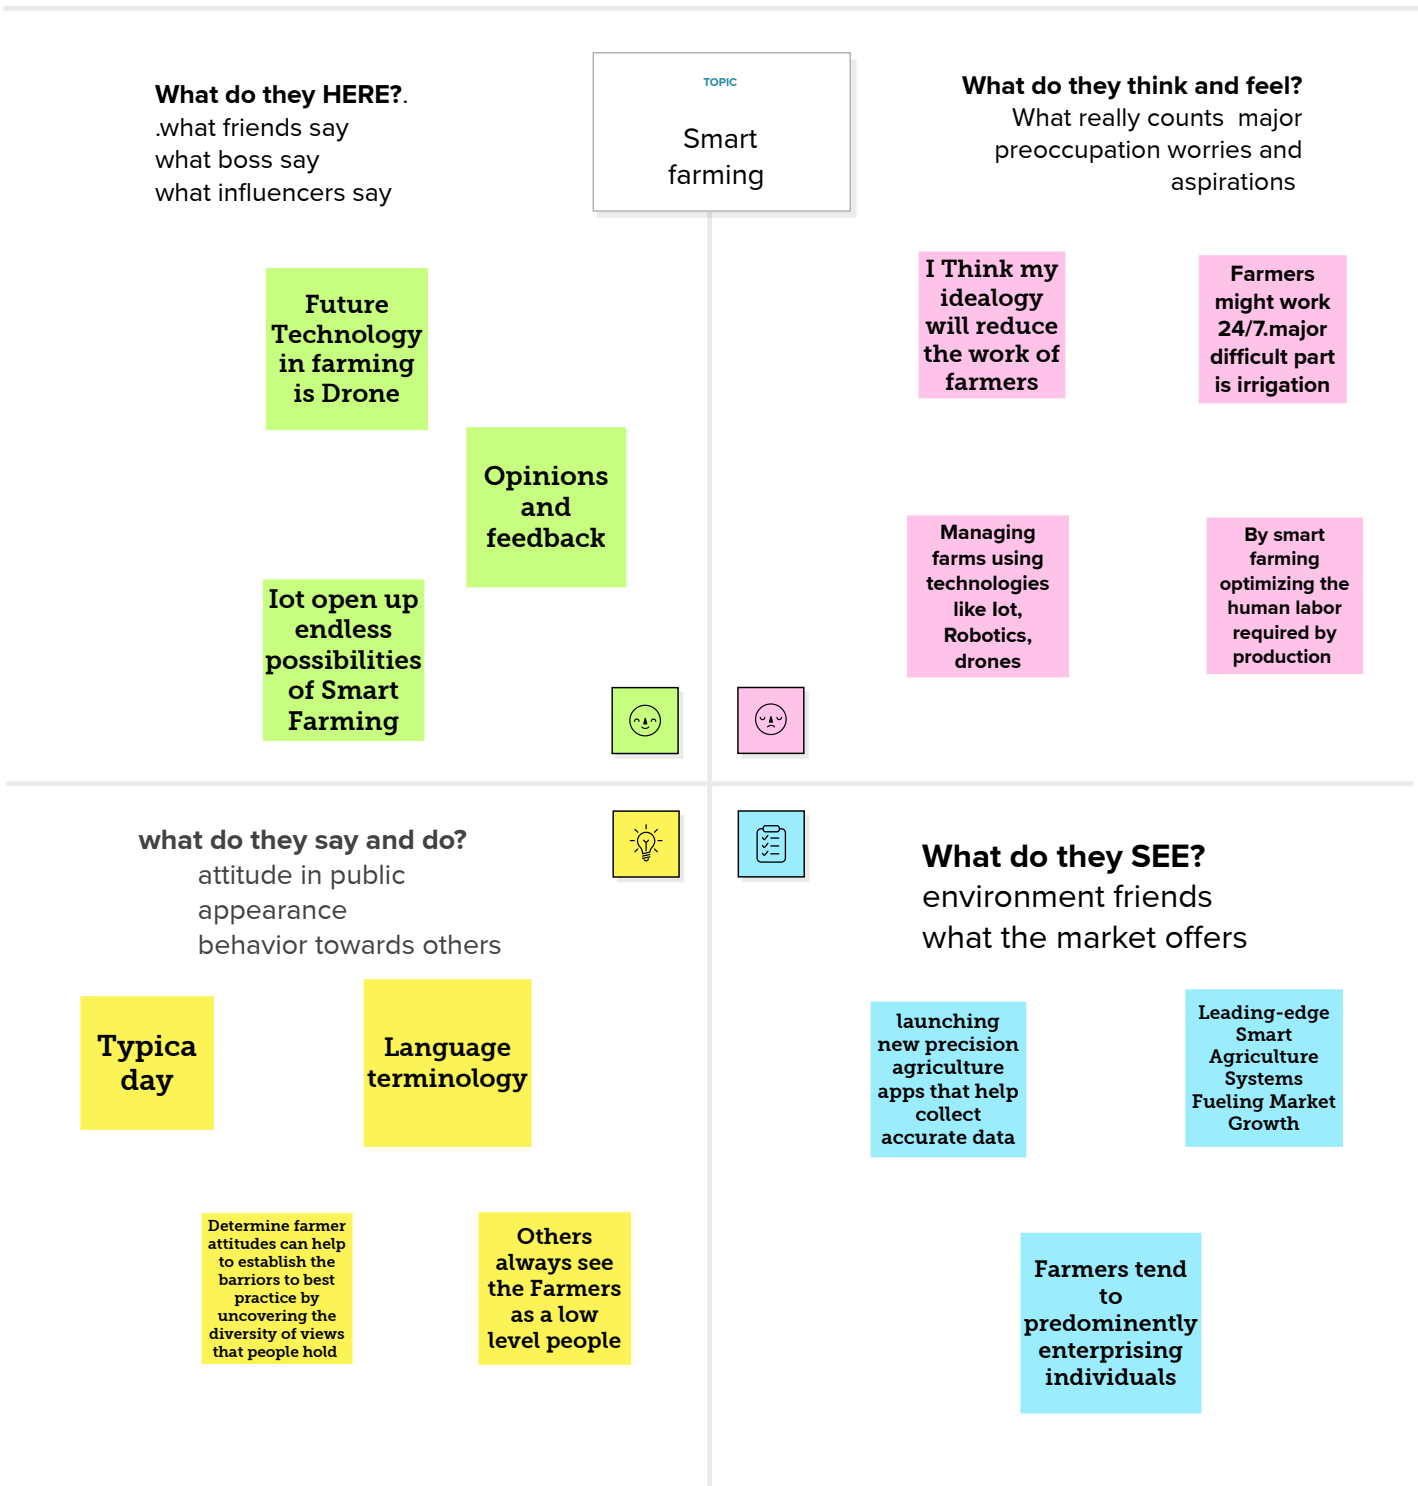 TOPIC
Smart
farming
What do they HERE?.
.what friends say
what boss say
what influencers say
Future
Technology
in farming
is Drone
Opinions
and
feedback
Iot open up
endless
possibilities
of Smart
Farming
What do they think and feel?
What really counts  major
preoccupation worries and
aspirations
I Think my
idealogy
will reduce
the work of
farmers
Farmers
might work
24/7.major
difficult part
is irrigation
Managing
farms using
technologies
like Iot,
Robotics,
drones
By smart
farming
optimizing the
human labor
required by
production
what do they say and do?
attitude in public
appearance
behavior towards others
Typica
day
Language
terminology
Determine farmer
attitudes can help
to establish the
barriors to best
practice by
uncovering the
diversity of views
that people hold
Others
always see
the Farmers
as a low
level people
What do they SEE?
environment friends
what the market offers
launching
new precision
agriculture
apps that help
collect
accurate data
Leading-edge
Smart
Agriculture
Systems
Fueling Market
Growth
Farmers tend
to
predominently
enterprising
individuals